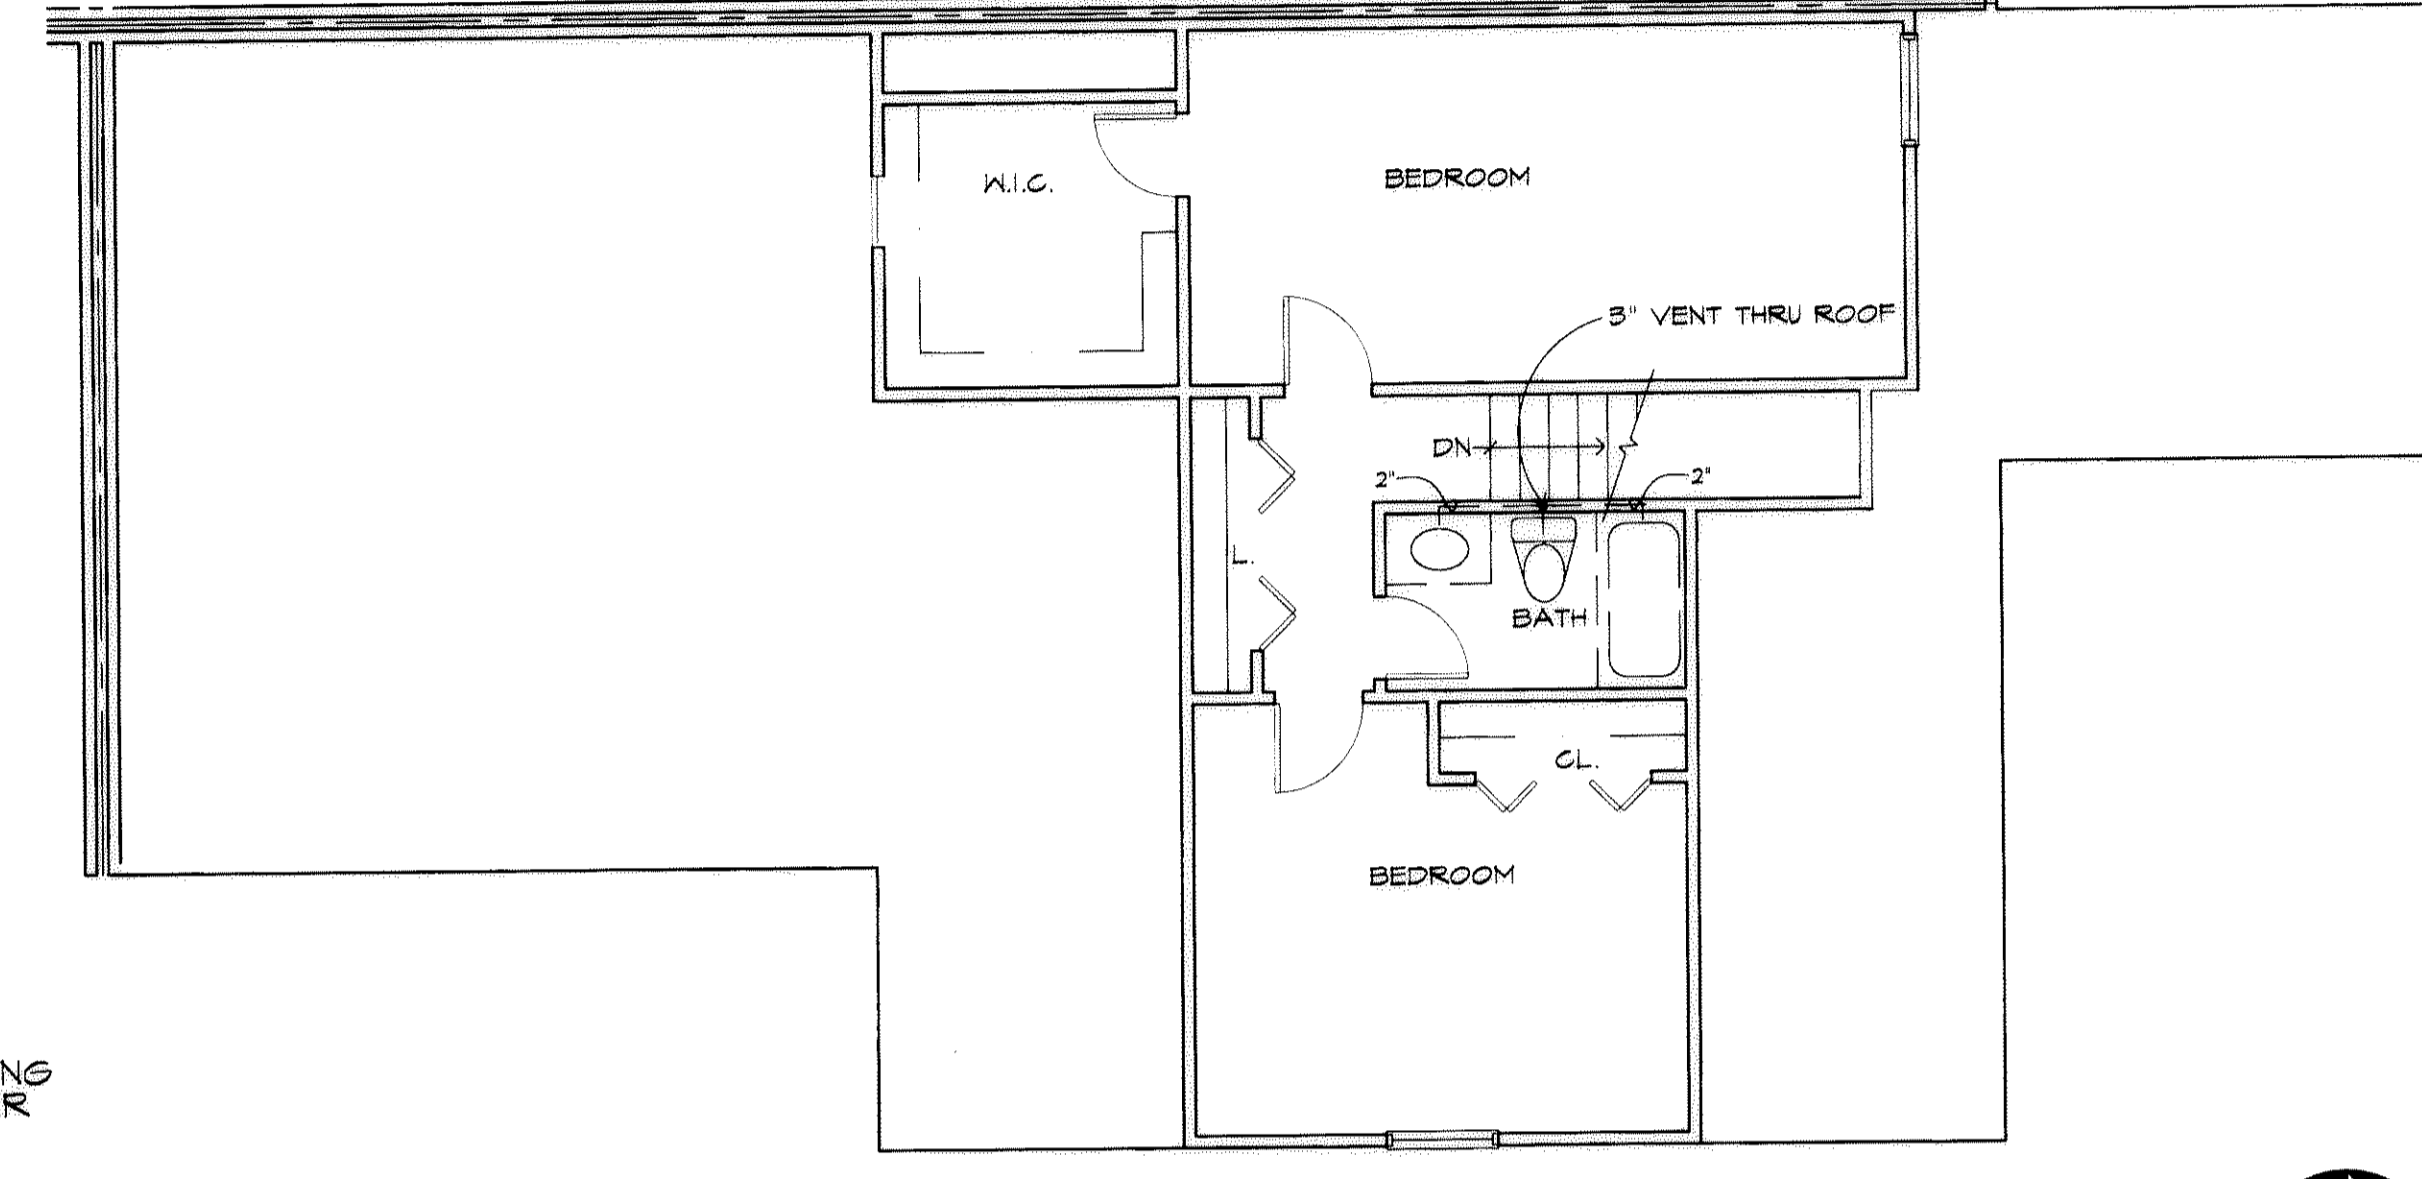 W.I.C.
BEDROOM
3" VENT THRU ROOF
DN
2"
2"
L.
BATH
CL.
BEDROOM
NG
R